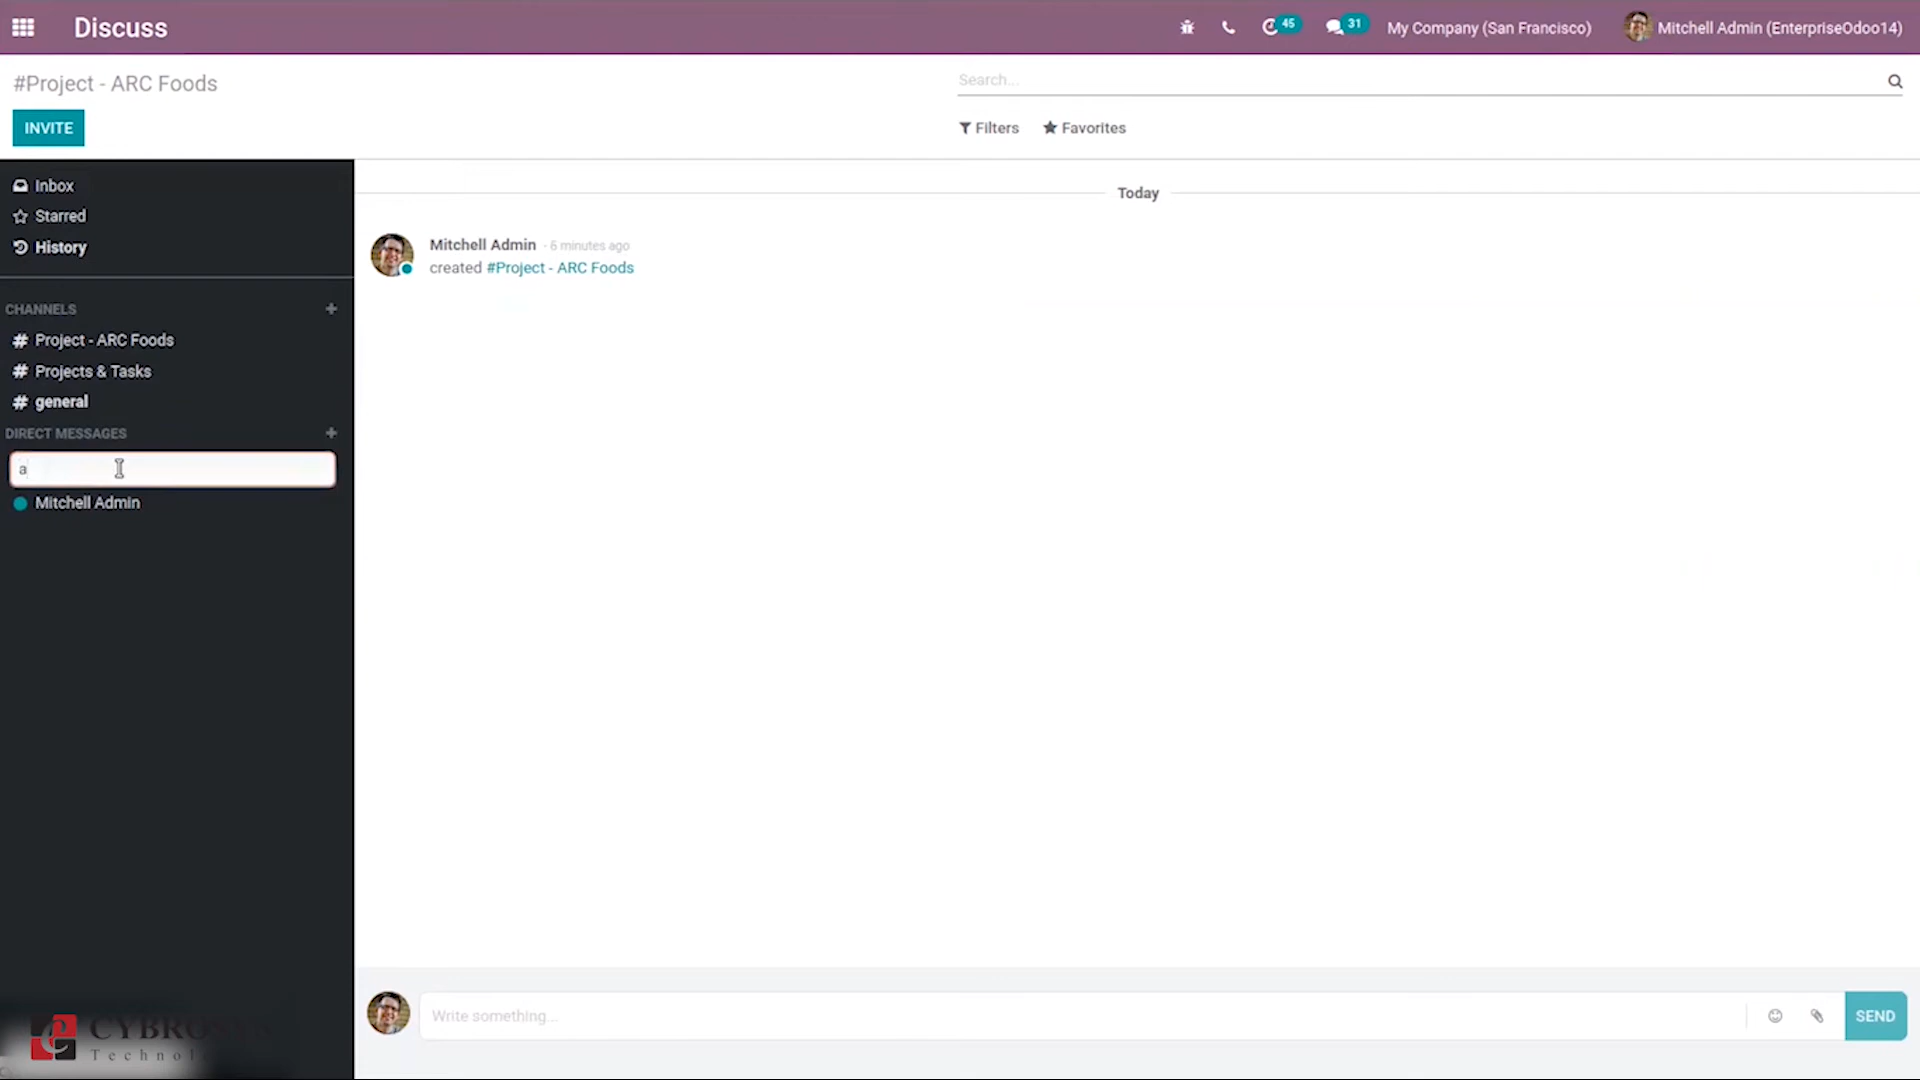 Discuss
45
31
My Company (San Francisco)
Mitchell Admin (EnterpriseOdoo14)
#Project - ARC Foods
Search...
INVITE
Filters
Favorites
Inbox
Starred
History
Today
Mitchell Admin - 6 minutes ago
created #Project - ARC Foods
CHANNELS +
# Project - ARC Foods
# Projects & Tasks
# general
DIRECT MESSAGES +
a
Mitchell Admin
Write something...
SEND